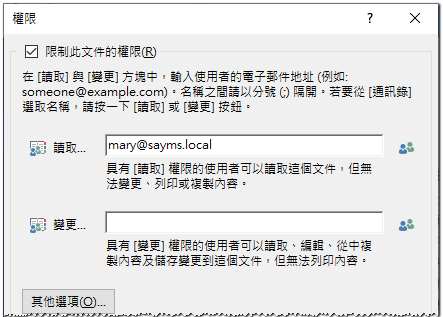 權限
限制此文件的權限(R)
在 [讀取] 與 [變更] 方塊中，輸入使用者的電子郵件地址 (例如:
someone@example.com)。名稱之間請以分號 (;) 隔開。若要從 [通訊錄]
選取名稱，請按一下 [讀取] 或 [變更] 按鈕。
讀取... mary@sayms.local
具有 [讀取] 權限的使用者可以讀取這個文件，但無
法變更、列印或複製內容。
變更...
具有 [變更] 權限的使用者可以讀取、編輯、從中複
製內容及儲存變更到這個文件，但無法列印內容。
其他選項(O)...